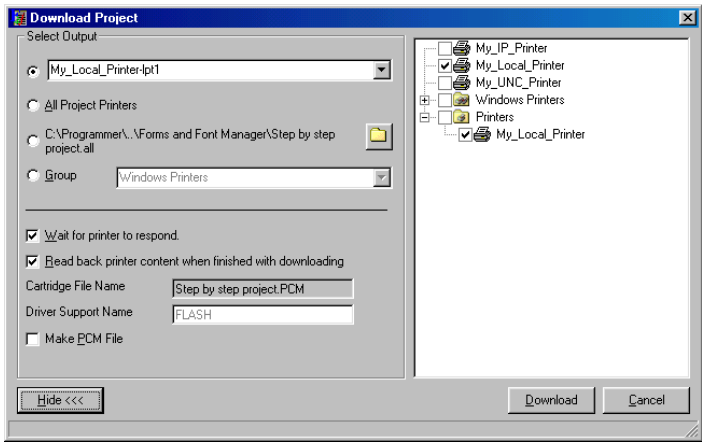 Download Project
Select Output
My_Local_Printer-lpt1
All Project Printers
C:\Programmer\..\Forms and Font Manager\Step by step
project.all
Group
Windows Printers
Wait for printer to respond.
Read back printer content when finished with downloading
Cartridge File Name
Step by step project.PCM
Driver Support Name
FLASH
Make PCM File
My_IP_Printer
My_Local_Printer
My_UNC_Printer
Windows Printers
Printers
My_Local_Printer
Hide <<<
Download
Cancel